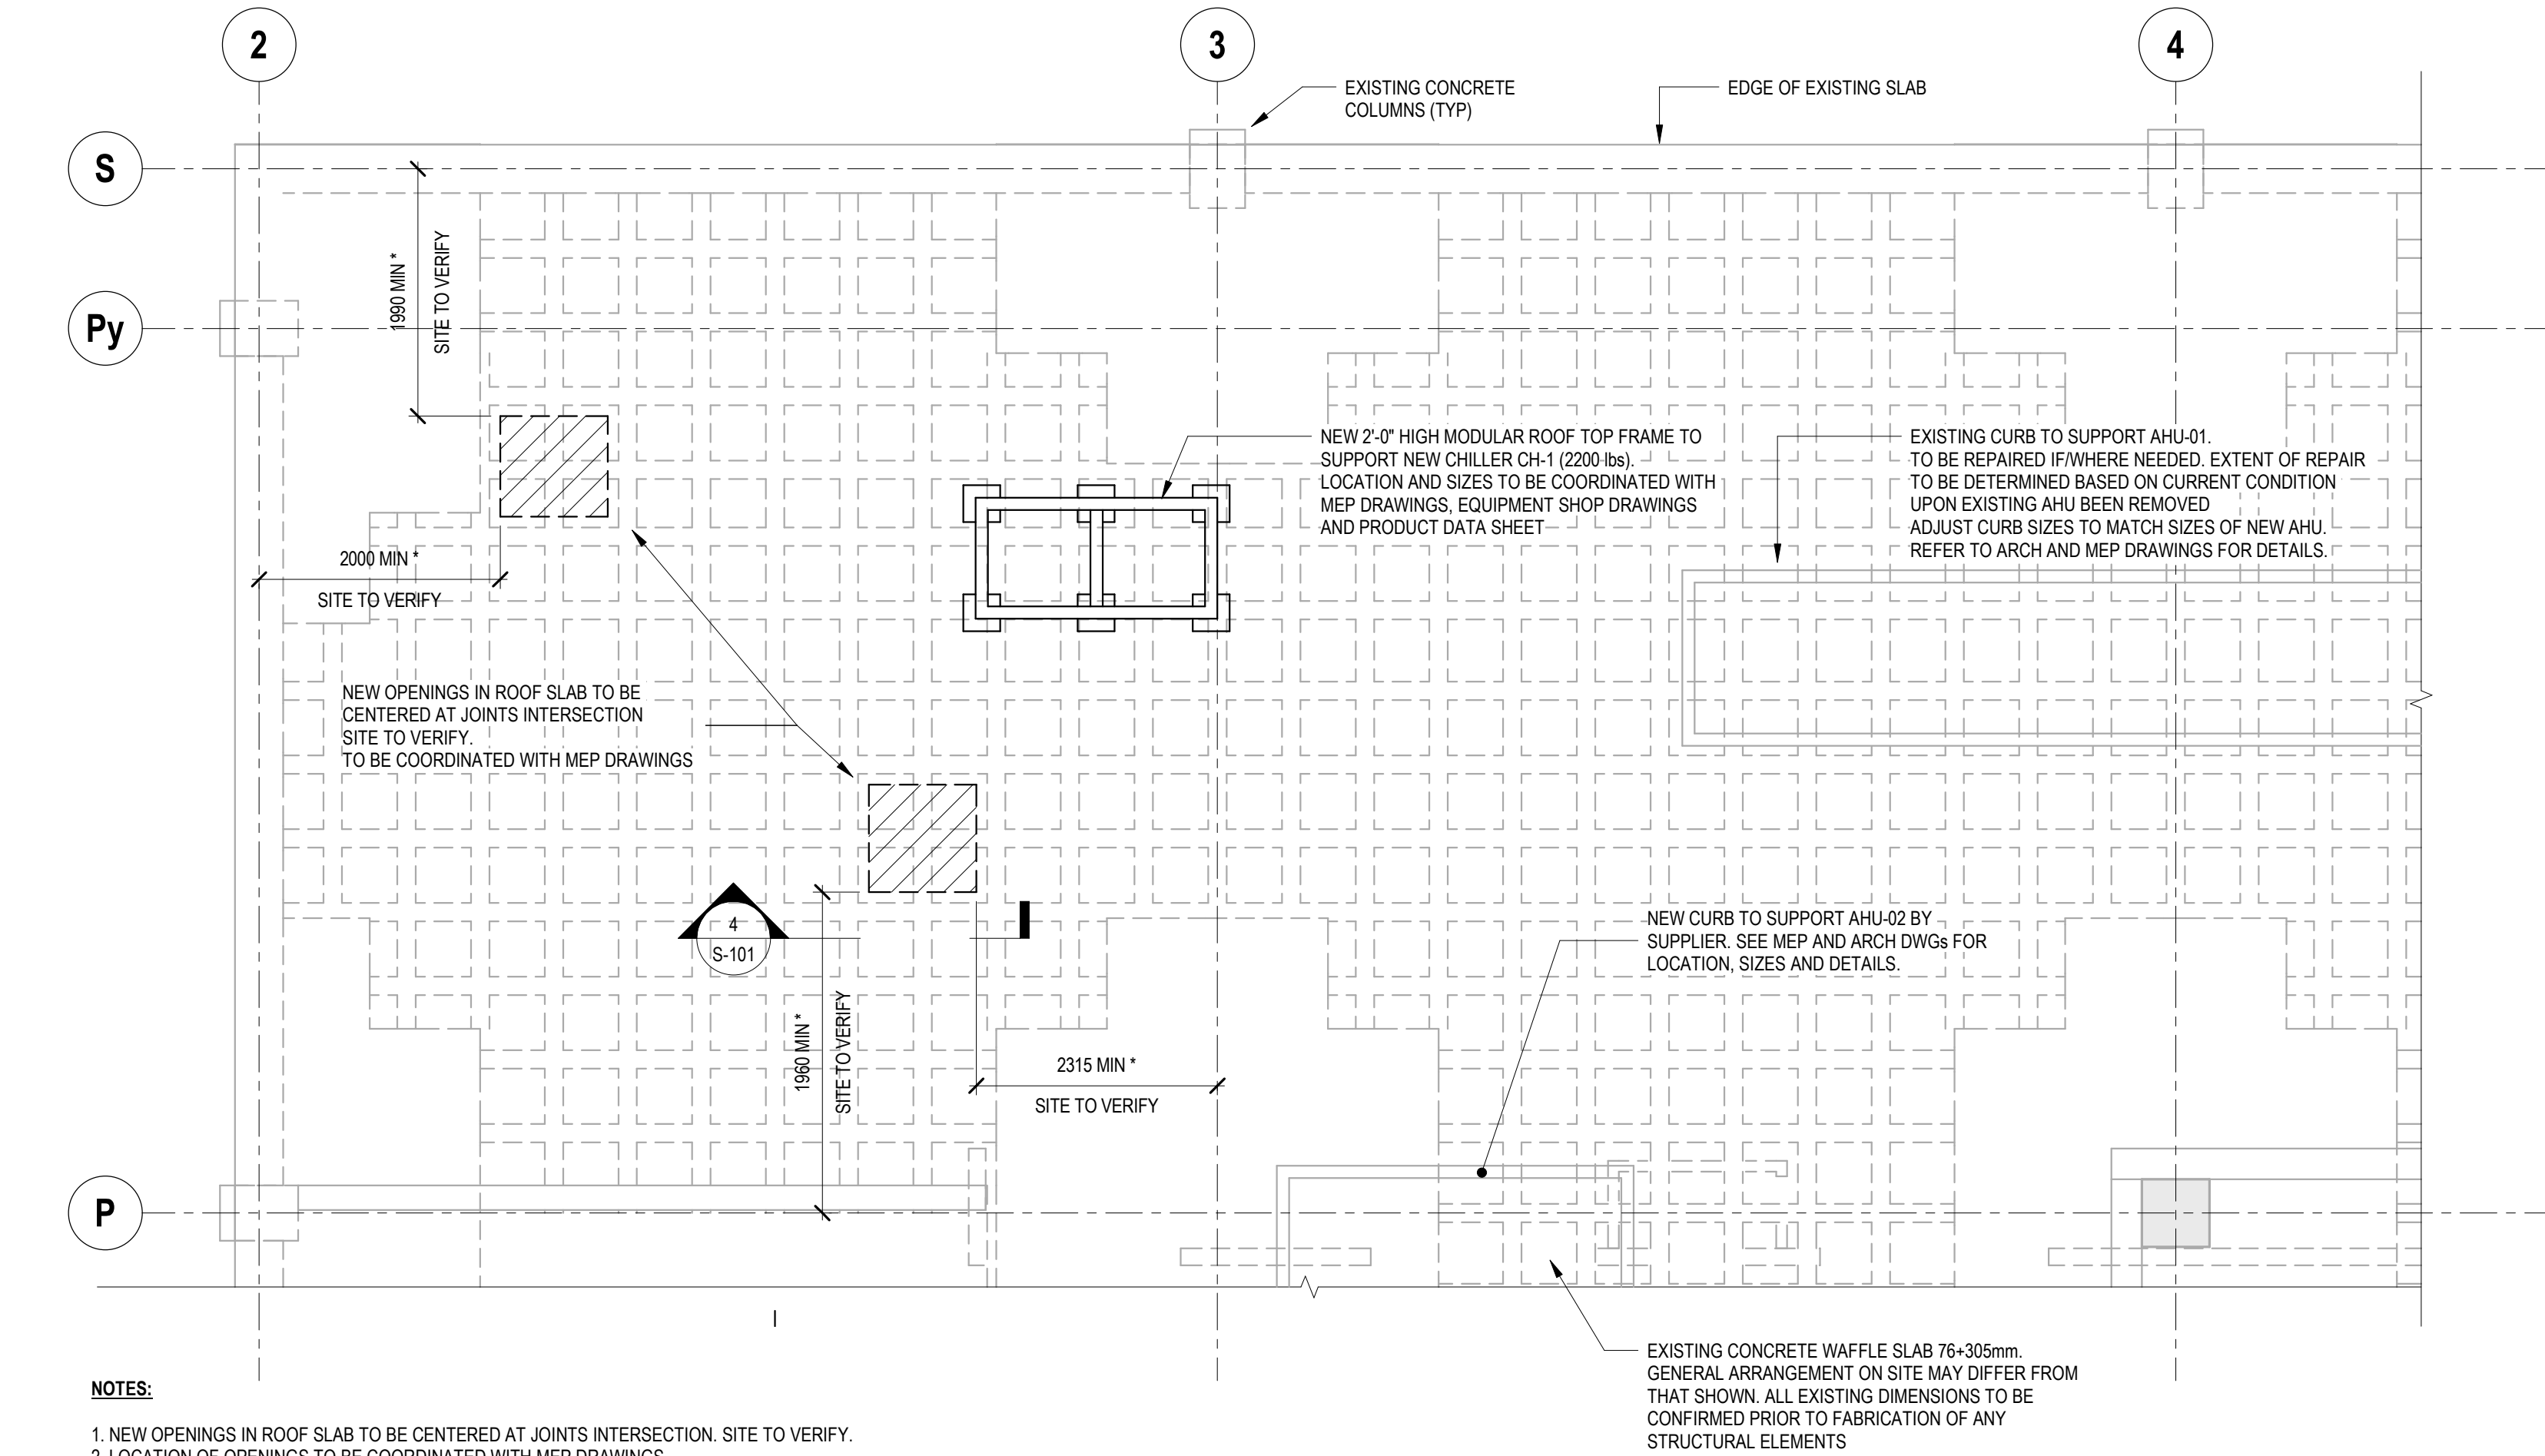 2
3
4
EXISTING CONCRETE
COLUMNS (TYP)
EDGE OF EXISTING SLAB
S
1990 MIN *
SITE TO VERIFY
Py
NEW 2'-0" HIGH MODULAR ROOF TOP FRAME TO
SUPPORT NEW CHILLER CH-1 (2200 lbs).
LOCATION AND SIZES TO BE COORDINATED WITH
MEP DRAWINGS, EQUIPMENT SHOP DRAWINGS
AND PRODUCT DATA SHEET
EXISTING CURB TO SUPPORT AHU-01.
TO BE REPAIRED IF/WHERE NEEDED. EXTENT OF REPAIR
TO BE DETERMINED BASED ON CURRENT CONDITION
UPON EXISTING AHU BEEN REMOVED
ADJUST CURB SIZES TO MATCH SIZES OF NEW AHU.
REFER TO ARCH AND MEP DRAWINGS FOR DETAILS.
2000 MIN *
SITE TO VERIFY
NEW OPENINGS IN ROOF SLAB TO BE
CENTERED AT JOINTS INTERSECTION
SITE TO VERIFY.
TO BE COORDINATED WITH MEP DRAWINGS
4
S-101
NEW CURB TO SUPPORT AHU-02 BY
SUPPLIER. SEE MEP AND ARCH DWGs FOR
LOCATION, SIZES AND DETAILS.
1960 MIN *
SITE TO VERIFY
2315 MIN *
SITE TO VERIFY
P
EXISTING CONCRETE WAFFLE SLAB 76+305mm.
GENERAL ARRANGEMENT ON SITE MAY DIFFER FROM
THAT SHOWN. ALL EXISTING DIMENSIONS TO BE
CONFIRMED PRIOR TO FABRICATION OF ANY
STRUCTURAL ELEMENTS
NOTES:
1. NEW OPENINGS IN ROOF SLAB TO BE CENTERED AT JOINTS INTERSECTION. SITE TO VERIFY.
2. LOCATION OF OPENINGS TO BE COORDINATED WITH MEP DRAWINGS